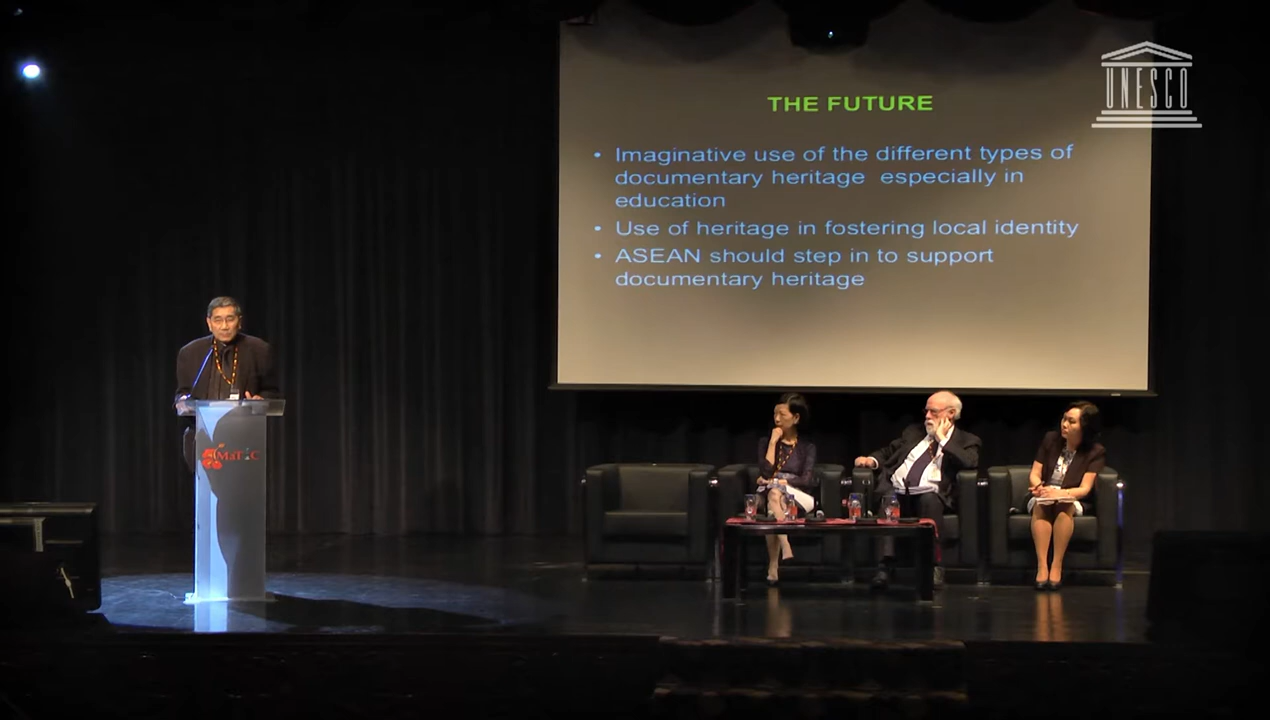 UNESCO
THE FUTURE
• Imaginative use of the different types of
documentary heritage especially in
education
• Use of heritage in fostering local identity
• ASEAN should step in to support
documentary heritage
MaTiC